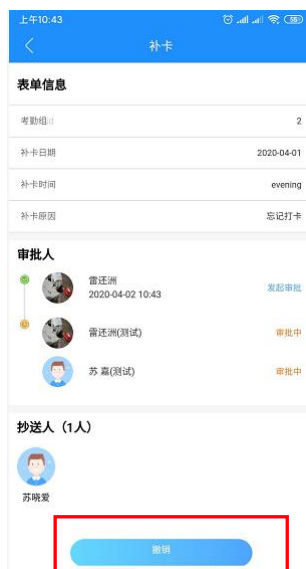 上午10:43
55
补卡
表单信息
考勤组id 2
补卡日期 2020-04-01
补卡时间 evening
补卡原因 忘记打卡
审批人
雷还洲
2020-04-02 10:43 发起审批
雷还洲(测试) 审批中
苏 嘉(测试) 审批中
抄送人（1人）
苏晓爱
撤销